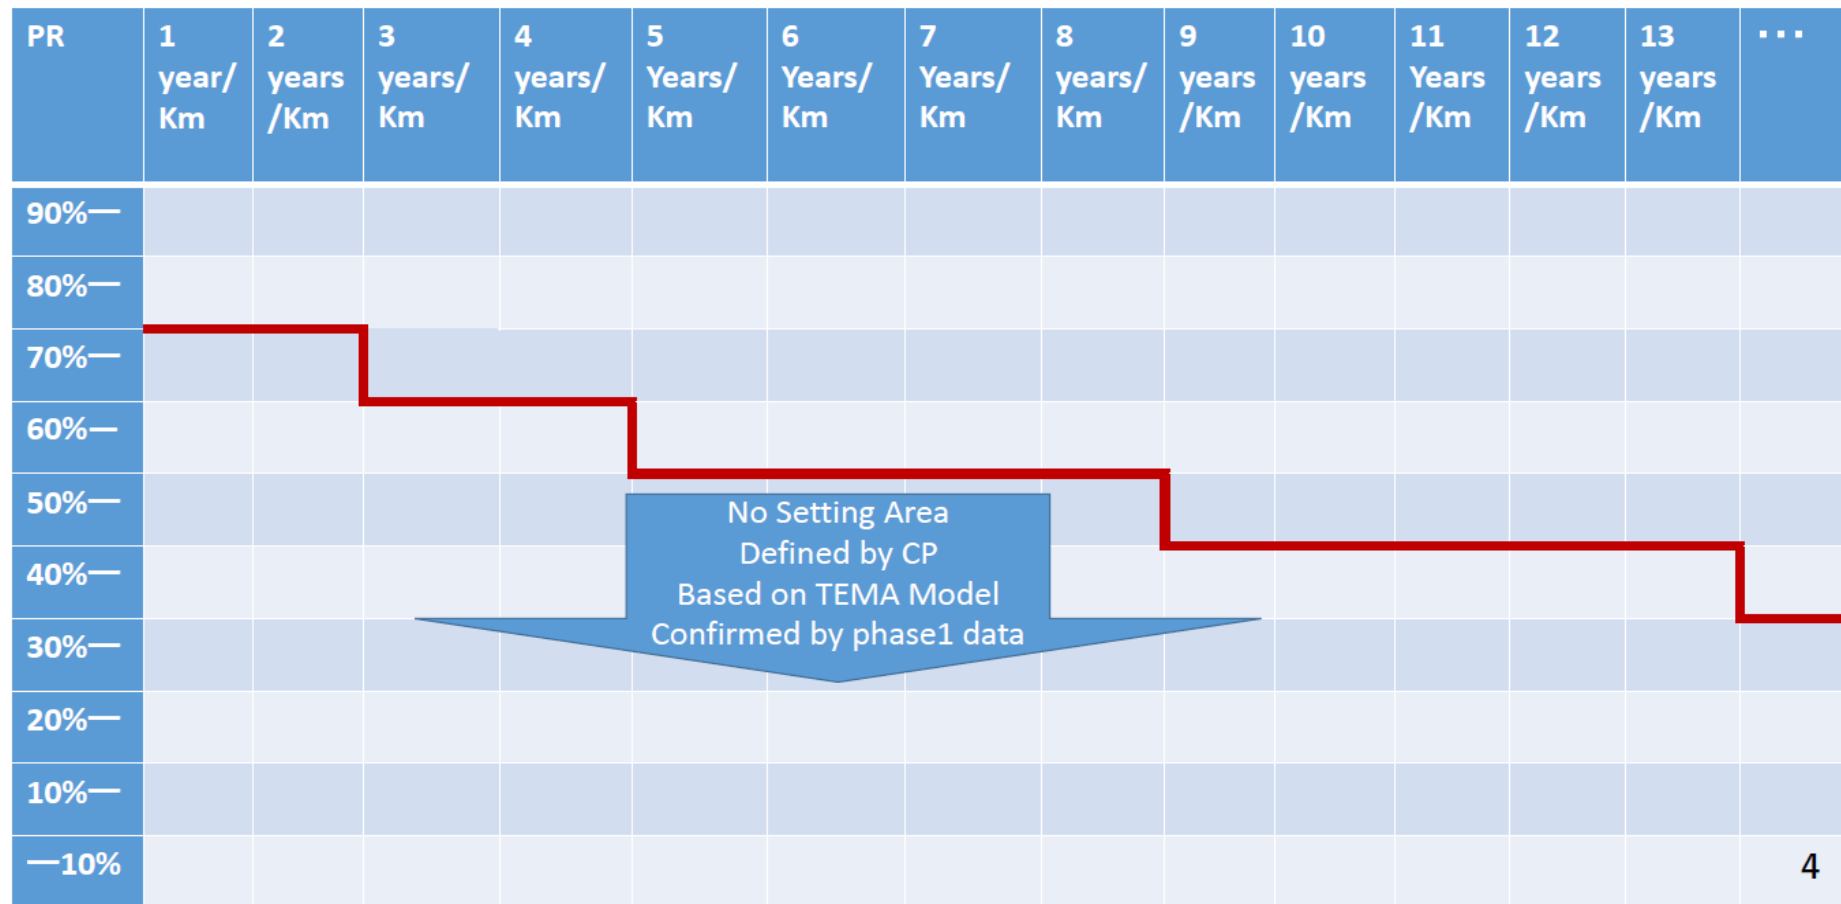 PR
1
year/
Km
2
years
/Km
3
years/
Km
4
years/
Km
5
Years/
Km
6
Years/
Km
7
Years/
Km
8
years/
Km
9
years
/Km
10
years
/Km
11
Years
/Km
12
years
/Km
13
years
/Km
···
90%—
80%—
70%—
60%—
50%—
40%—
30%—
20%—
10%—
—10%
No Setting Area
Defined by CP
Based on TEMA Model
Confirmed by phase1 data
4